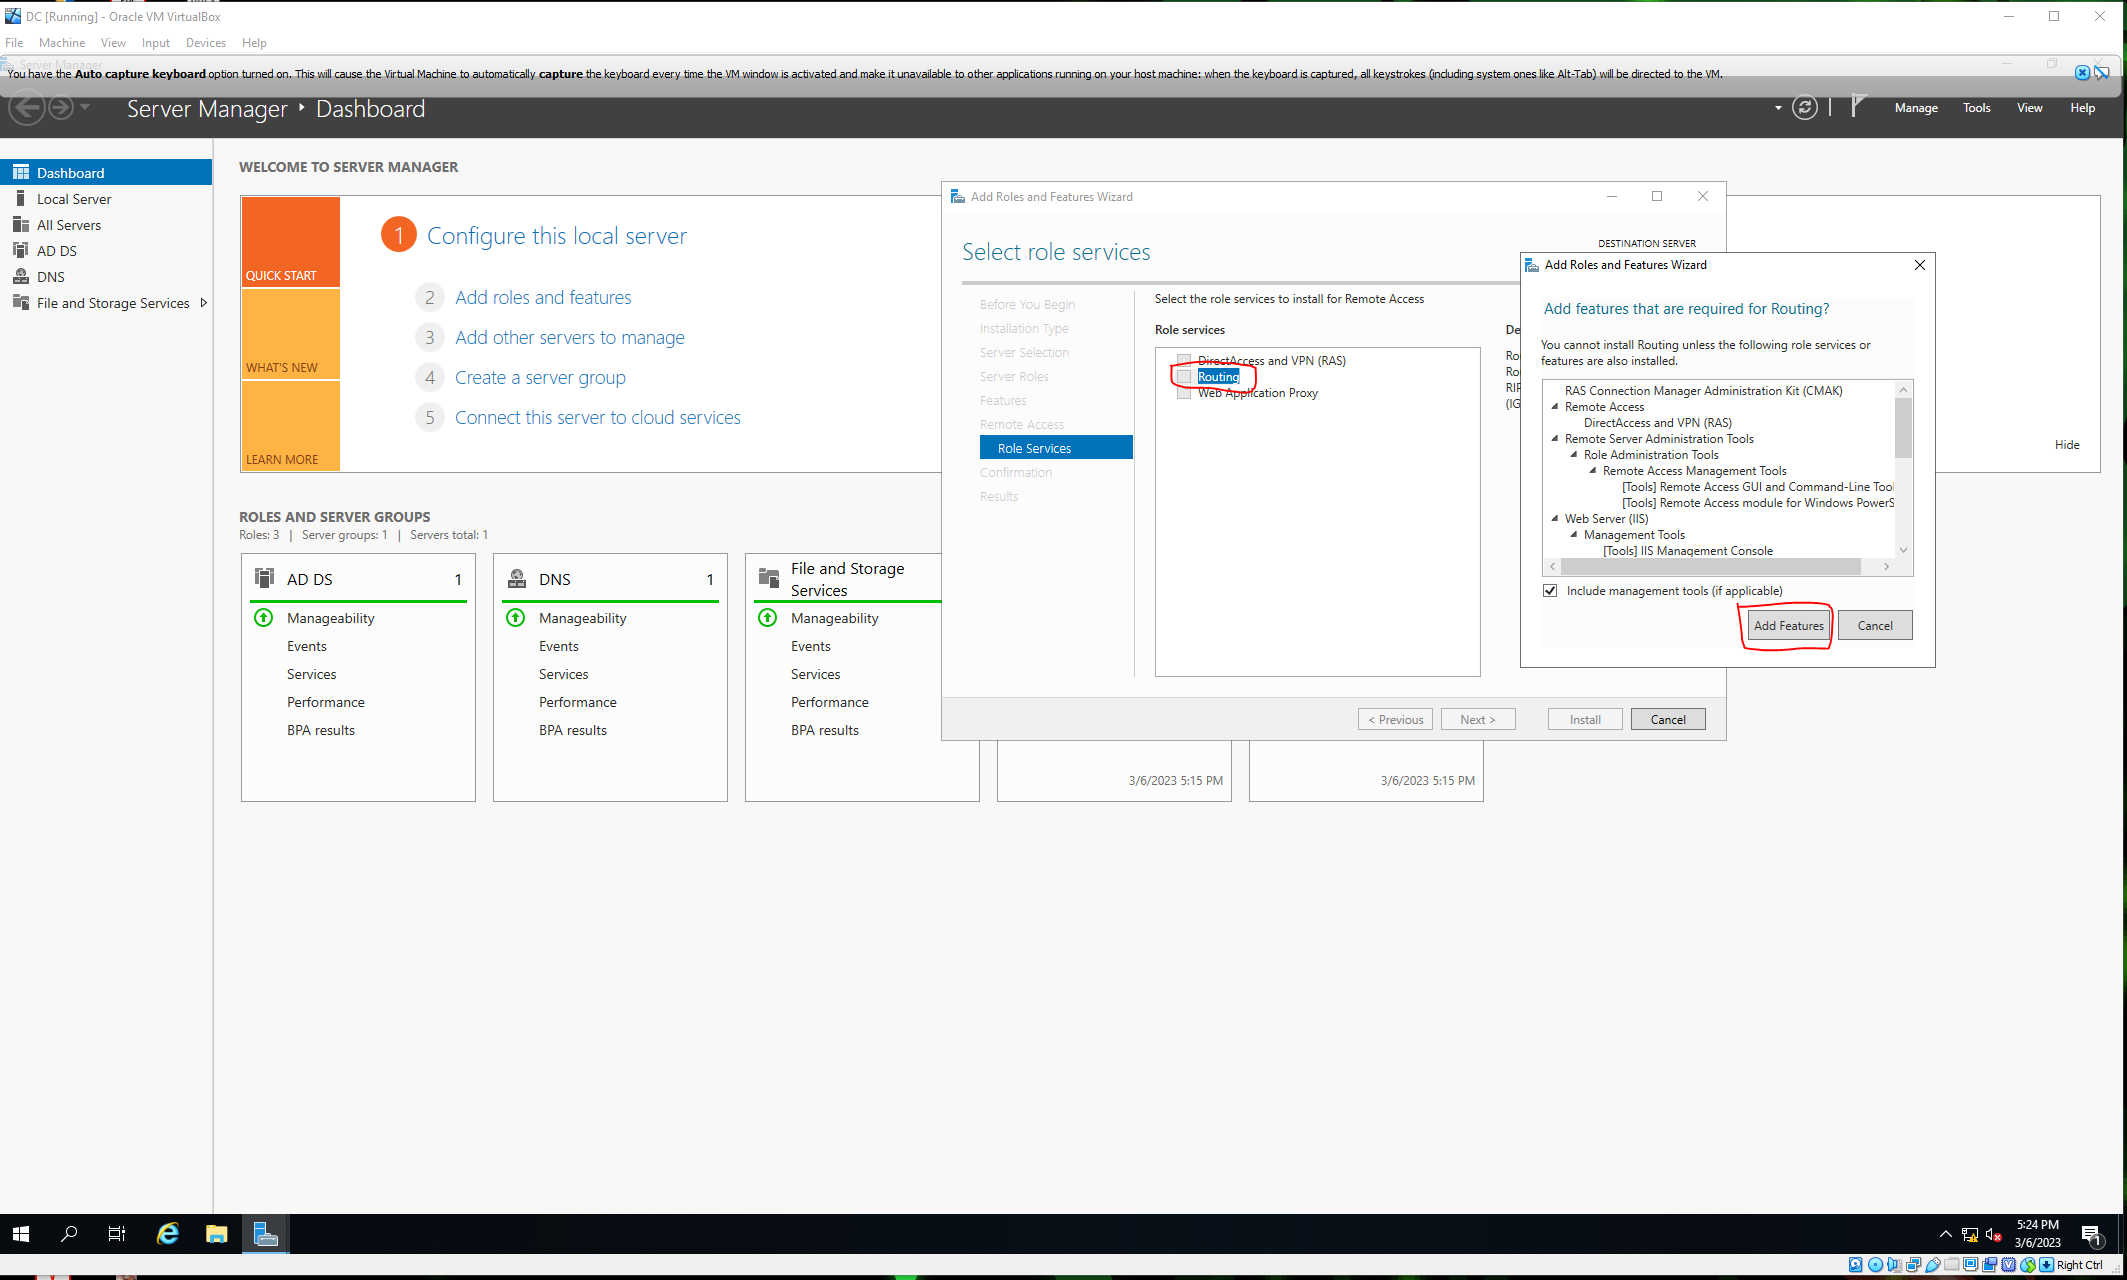 DC [Running] - Oracle VM VirtualBox
File Machine View Input Devices Help
Server Manager
You have the Auto capture keyboard option turned on. This will cause the Virtual Machine to automatically capture the keyboard every time the VM window is activated and make it unavailable to other applications running on your host machine: when the keyboard is captured, all keystrokes (including system ones like Alt-Tab) will be directed to the VM.
Server Manager Dashboard
Manage Tools View Help
Dashboard
Local Server
All Servers
AD DS
DNS
File and Storage Services
WELCOME TO SERVER MANAGER
QUICK START
WHAT'S NEW
LEARN MORE
1 Configure this local server
2 Add roles and features
3 Add other servers to manage
4 Create a server group
5 Connect this server to cloud services
Hide
ROLES AND SERVER GROUPS
Roles: 3 | Server groups: 1 | Servers total: 1
AD DS 1
Manageability
Events
Services
Performance
BPA results
DNS 1
Manageability
Events
Services
Performance
BPA results
File and Storage
Services
Manageability
Events
Services
Performance
BPA results
3/6/2023 5:15 PM
3/6/2023 5:15 PM
Add Roles and Features Wizard
Select role services
DESTINATION SERVER
Before You Begin
Installation Type
Server Selection
Server Roles
Features
Remote Access
Role Services
Confirmation
Results
Select the role services to install for Remote Access
Role services
DirectAccess and VPN (RAS)
Routing
Web Application Proxy
De
Ro
Ro
RIP
(IG
< Previous
Next >
Install
Cancel
Add Roles and Features Wizard
Add features that are required for Routing?
You cannot install Routing unless the following role services or
features are also installed.
RAS Connection Manager Administration Kit (CMAK)
Remote Access
DirectAccess and VPN (RAS)
Remote Server Administration Tools
Role Administration Tools
Remote Access Management Tools
[Tools] Remote Access GUI and Command-Line Tool
[Tools] Remote Access module for Windows PowerS
Web Server (IIS)
Management Tools
[Tools] IIS Management Console
Include management tools (if applicable)
Add Features
Cancel
5:24 PM
3/6/2023
1
Right Ctrl